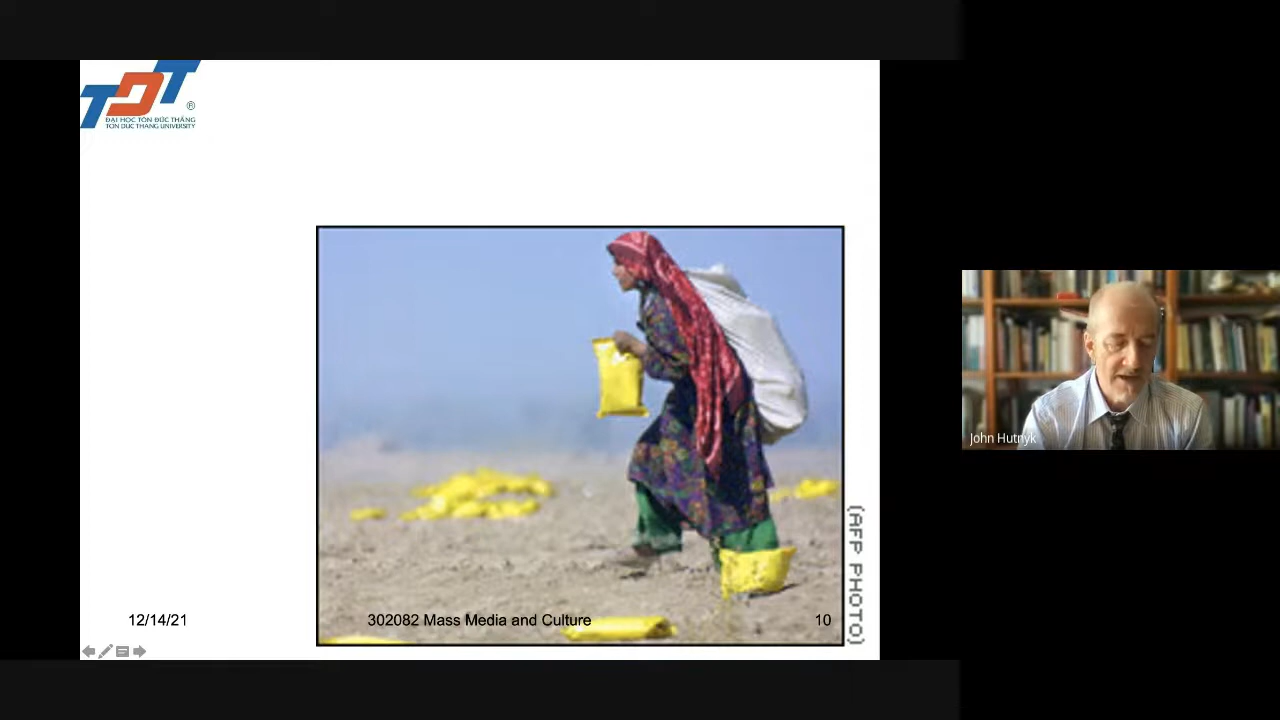 TDT
®
ĐẠI HỌC TÔN ĐỨC THẮNG
TON DUC THANG UNIVERSITY
(AFP PHOTO)
12/14/21
302082 Mass Media and Culture
10
John Hutnyk